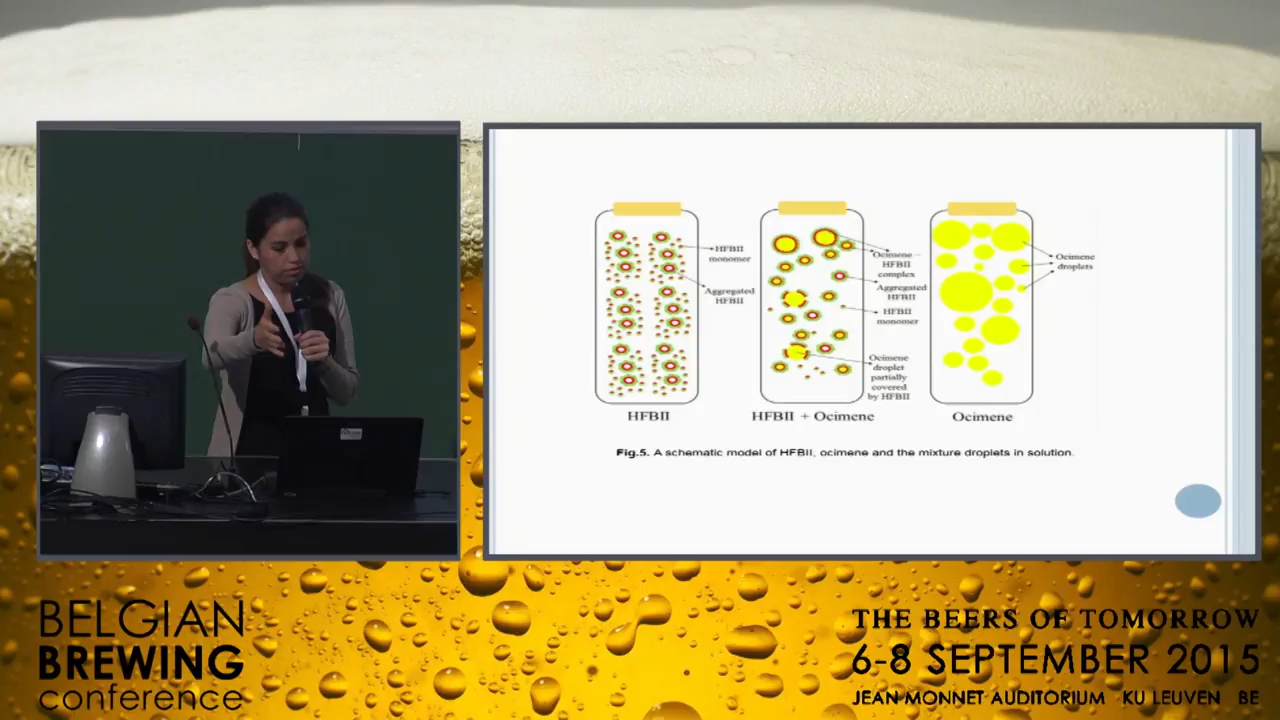 HFBII
monomer
Aggregated
HFBII
HFBII
Ocimene –
HFBII
complex
Aggregated
HFBII
HFBII
monomer
Ocimene
droplet
partially
covered
by HFBII
HFBII + Ocimene
Ocimene
droplets
Ocimene
Fig.5. A schematic model of HFBII, ocimene and the mixture droplets in solution.
BELGIAN
BREWING
conference
THE BEERS OF TOMORROW
6-8 SEPTEMBER 2015
JEAN MONNET AUDITORIUM KU LEUVEN BE